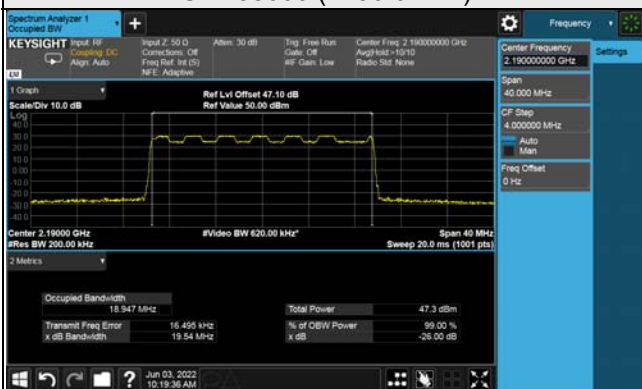 Spectrum Analyzer 1
Occupied BW
Frequency
KEYSIGHT
Input: RF
Coupling: DC
Align: Auto
Input Z: 50 Ω
Corrections: Off
Freq Ref: Int (S)
NFE: Adaptive
Atten: 30 dB
Trig: Free Run
Gate: Off
#IF Gain: Low
Center Freq: 2.190000000 GHz
Avg|Hold:>10/10
Radio Std: None
Center Frequency
2.190000000 GHz
Settings
Span
40.000 MHz
CF Step
4.000000 MHz
Auto
Man
Freq Offset
0 Hz
1 Graph
Scale/Div 10.0 dB
Ref Lvl Offset 47.10 dB
Ref Value 50.00 dBm
Log
40.0
30.0
20.0
10.0
0.00
-10.0
-20.0
-30.0
-40.0
Center 2.19000 GHz
#Res BW 200.00 kHz
#Video BW 620.00 kHz*
Span 40 MHz
Sweep 20.0 ms (1001 pts)
2 Metrics
Occupied Bandwidth
18.947 MHz
Total Power
47.3 dBm
Transmit Freq Error
16.495 kHz
% of OBW Power
99.00 %
x dB Bandwidth
19.54 MHz
x dB
-26.00 dB
Jun 03, 2022
10:19:36 AM